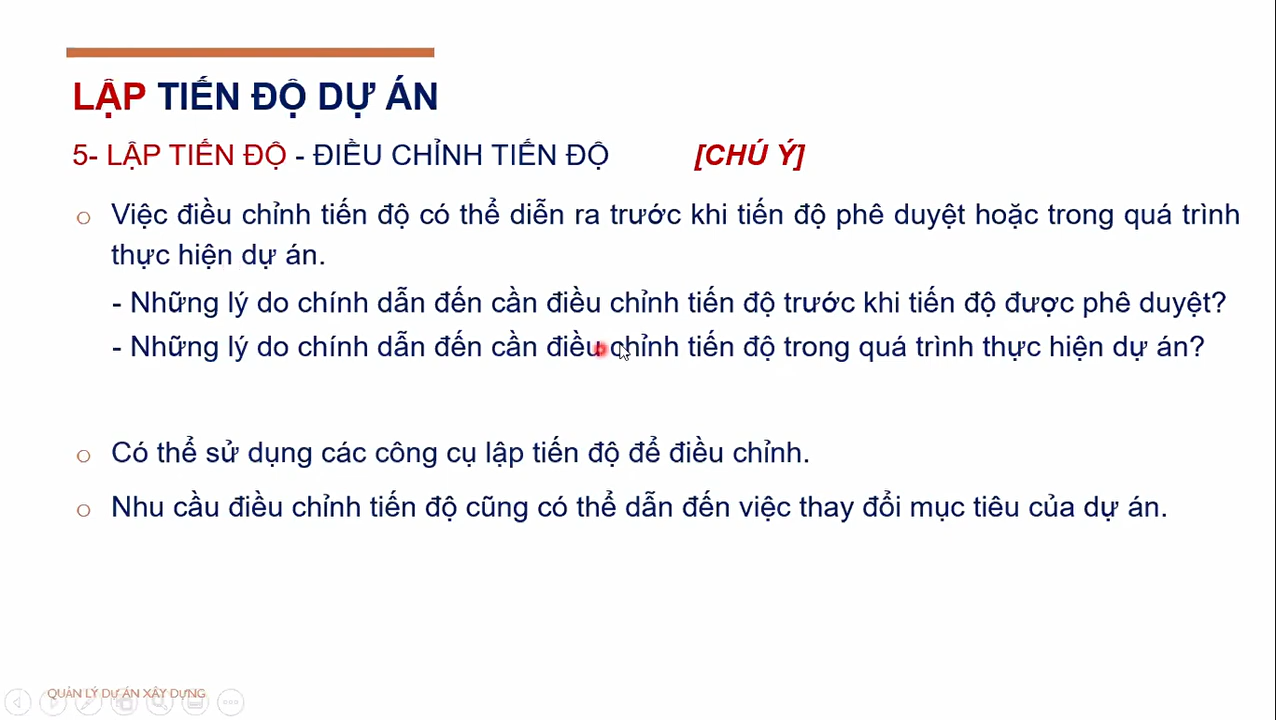 LẬP TIẾN ĐỘ DỰ ÁN
5- LẬP TIẾN ĐỘ - ĐIỀU CHỈNH TIẾN ĐỘ [CHÚ Ý]
Việc điều chỉnh tiến độ có thể diễn ra trước khi tiến độ phê duyệt hoặc trong quá trình
thực hiện dự án.
- Những lý do chính dẫn đến cần điều chỉnh tiến độ trước khi tiến độ được phê duyệt?
- Những lý do chính dẫn đến cần điều chỉnh tiến độ trong quá trình thực hiện dự án?
Có thể sử dụng các công cụ lập tiến độ để điều chỉnh.
Nhu cầu điều chỉnh tiến độ cũng có thể dẫn đến việc thay đổi mục tiêu của dự án.
QUẢN LÝ DỰ ÁN XÂY DỰNG